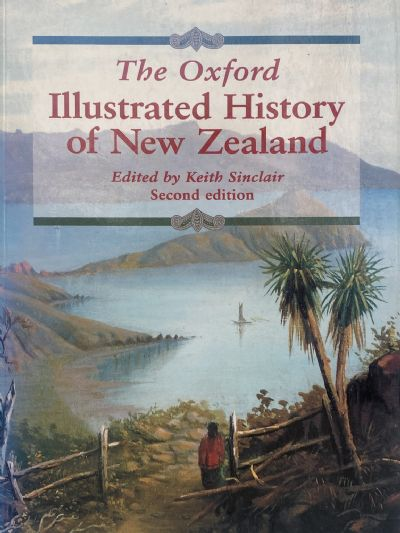 The Oxford
Illustrated History
of New Zealand
Edited by Keith Sinclair
Second edition